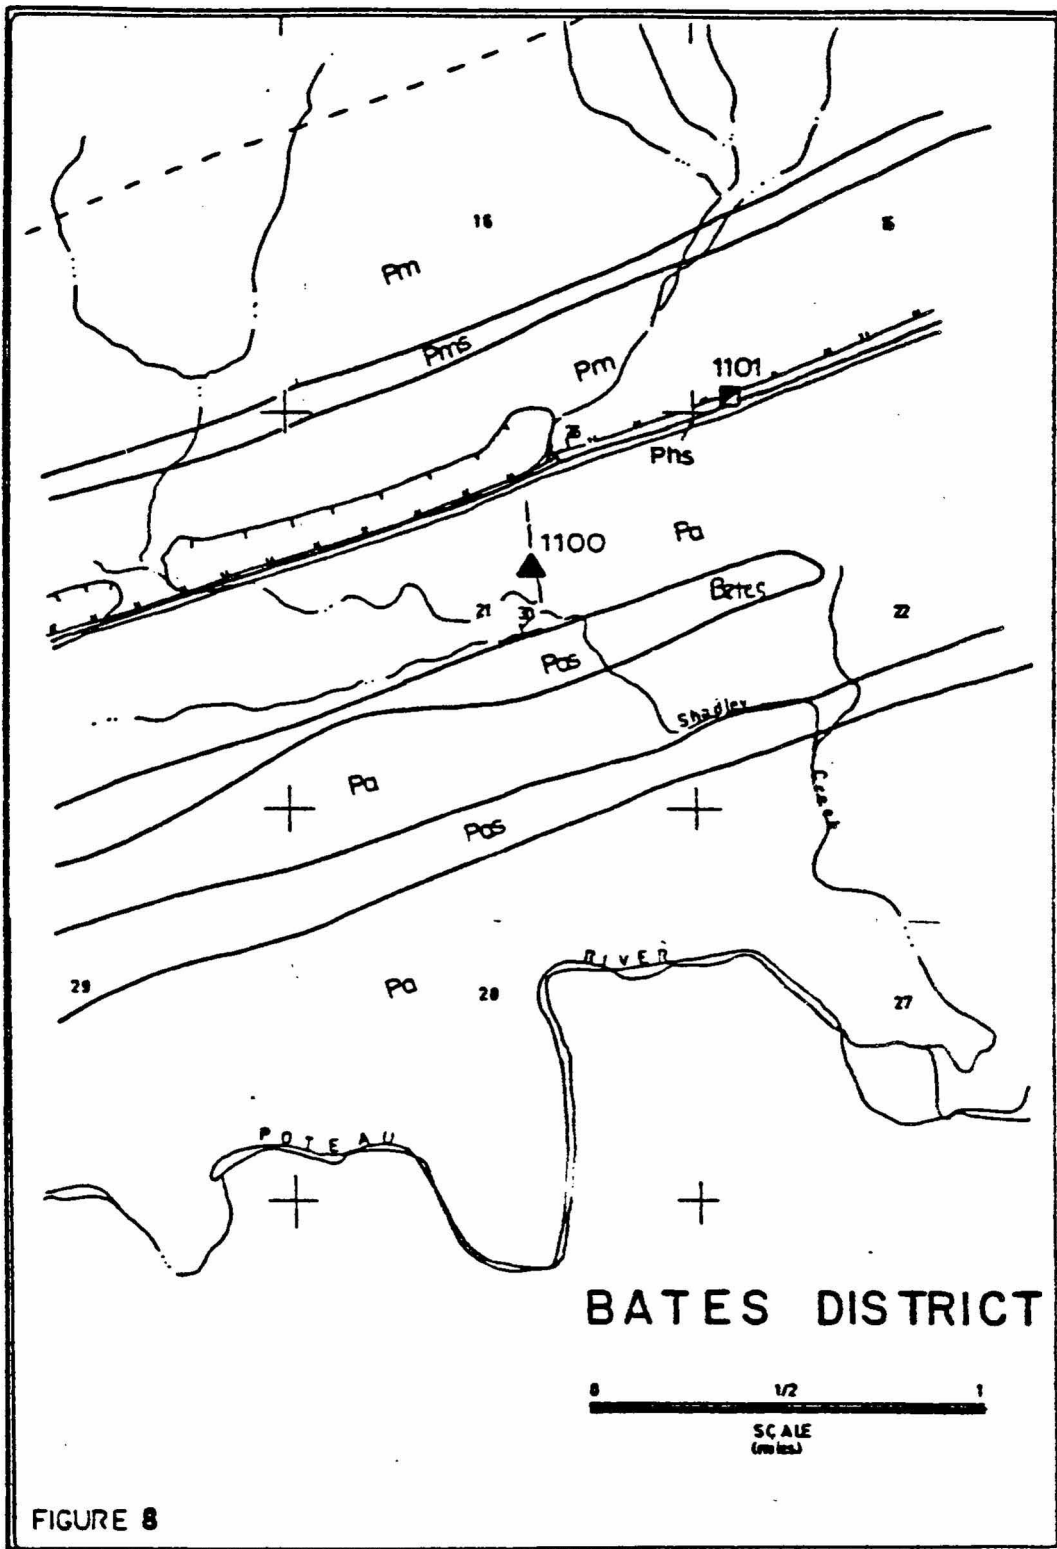 16
15
Pm
Pms
Pm
1101
Phs
1100
Pa
Bates
21
30
22
Pas
Shadley
Pa
Creek
Pas
RIVER
29
Pa
28
27
POTEAU
BATES DISTRICT
0 1/2 1
SCALE
(miles)
FIGURE 8